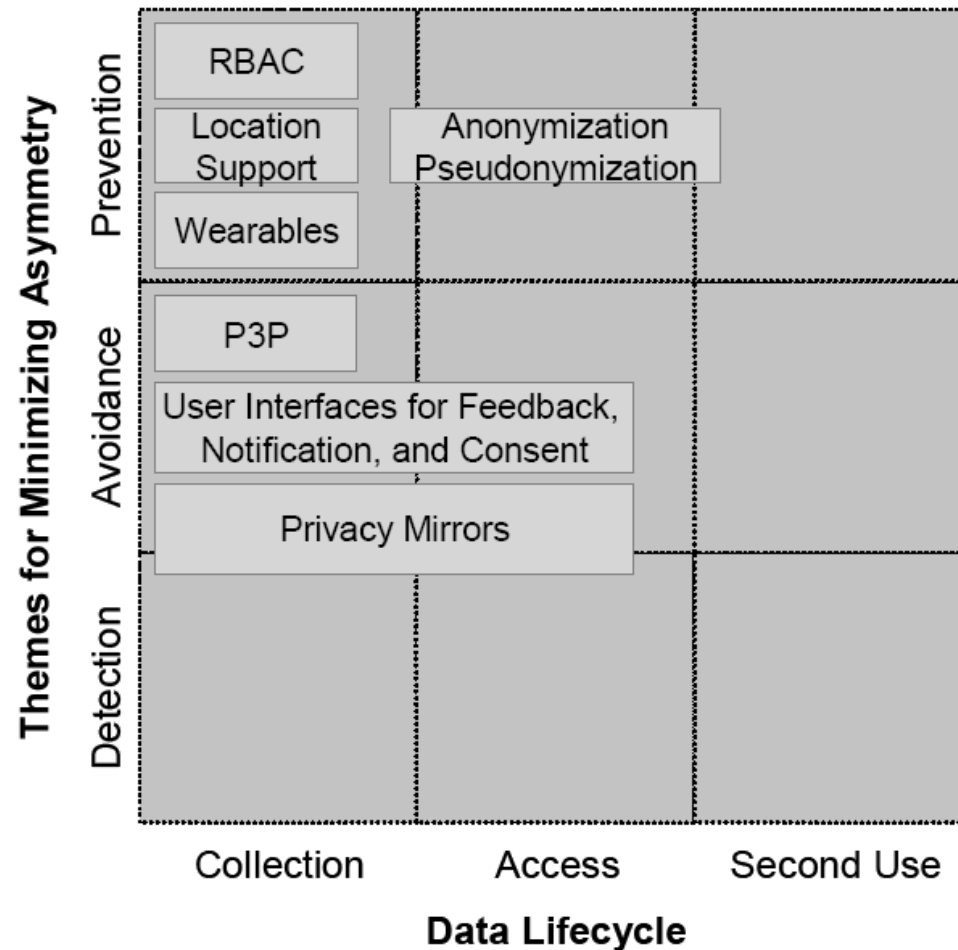 Themes for Minimizing Asymmetry
Prevention
RBAC
Location
Support
Anonymization
Pseudonymization
Wearables
Avoidance
P3P
User Interfaces for Feedback,
Notification, and Consent
Privacy Mirrors
Detection
Collection
Access
Second Use
Data Lifecycle